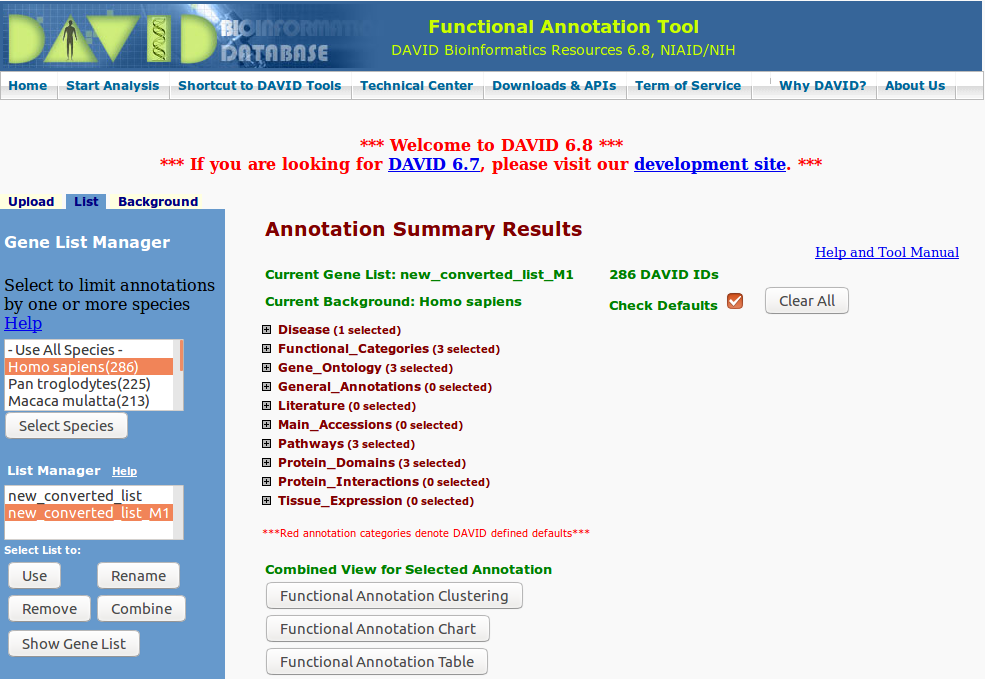 DAVID BIOINFORMATICS
DATABASE
Functional Annotation Tool
DAVID Bioinformatics Resources 6.8, NIAID/NIH
Home Start Analysis Shortcut to DAVID Tools Technical Center Downloads & APIs Term of Service Why DAVID? About Us
*** Welcome to DAVID 6.8 ***
*** If you are looking for DAVID 6.7, please visit our development site. ***
Upload List Background
Gene List Manager
Select to limit annotations
by one or more species
Help
- Use All Species -
Homo sapiens(286)
Pan troglodytes(225)
Macaca mulatta(213)
Select Species
List Manager Help
new_converted_list
new_converted_list_M1
Select List to:
Use Rename
Remove Combine
Show Gene List
Annotation Summary Results
Help and Tool Manual
Current Gene List: new_converted_list_M1 286 DAVID IDs
Current Background: Homo sapiens Check Defaults Clear All
Disease (1 selected)
Functional_Categories (3 selected)
Gene_Ontology (3 selected)
General_Annotations (0 selected)
Literature (0 selected)
Main_Accessions (0 selected)
Pathways (3 selected)
Protein_Domains (3 selected)
Protein_Interactions (0 selected)
Tissue_Expression (0 selected)
***Red annotation categories denote DAVID defined defaults***
Combined View for Selected Annotation
Functional Annotation Clustering
Functional Annotation Chart
Functional Annotation Table